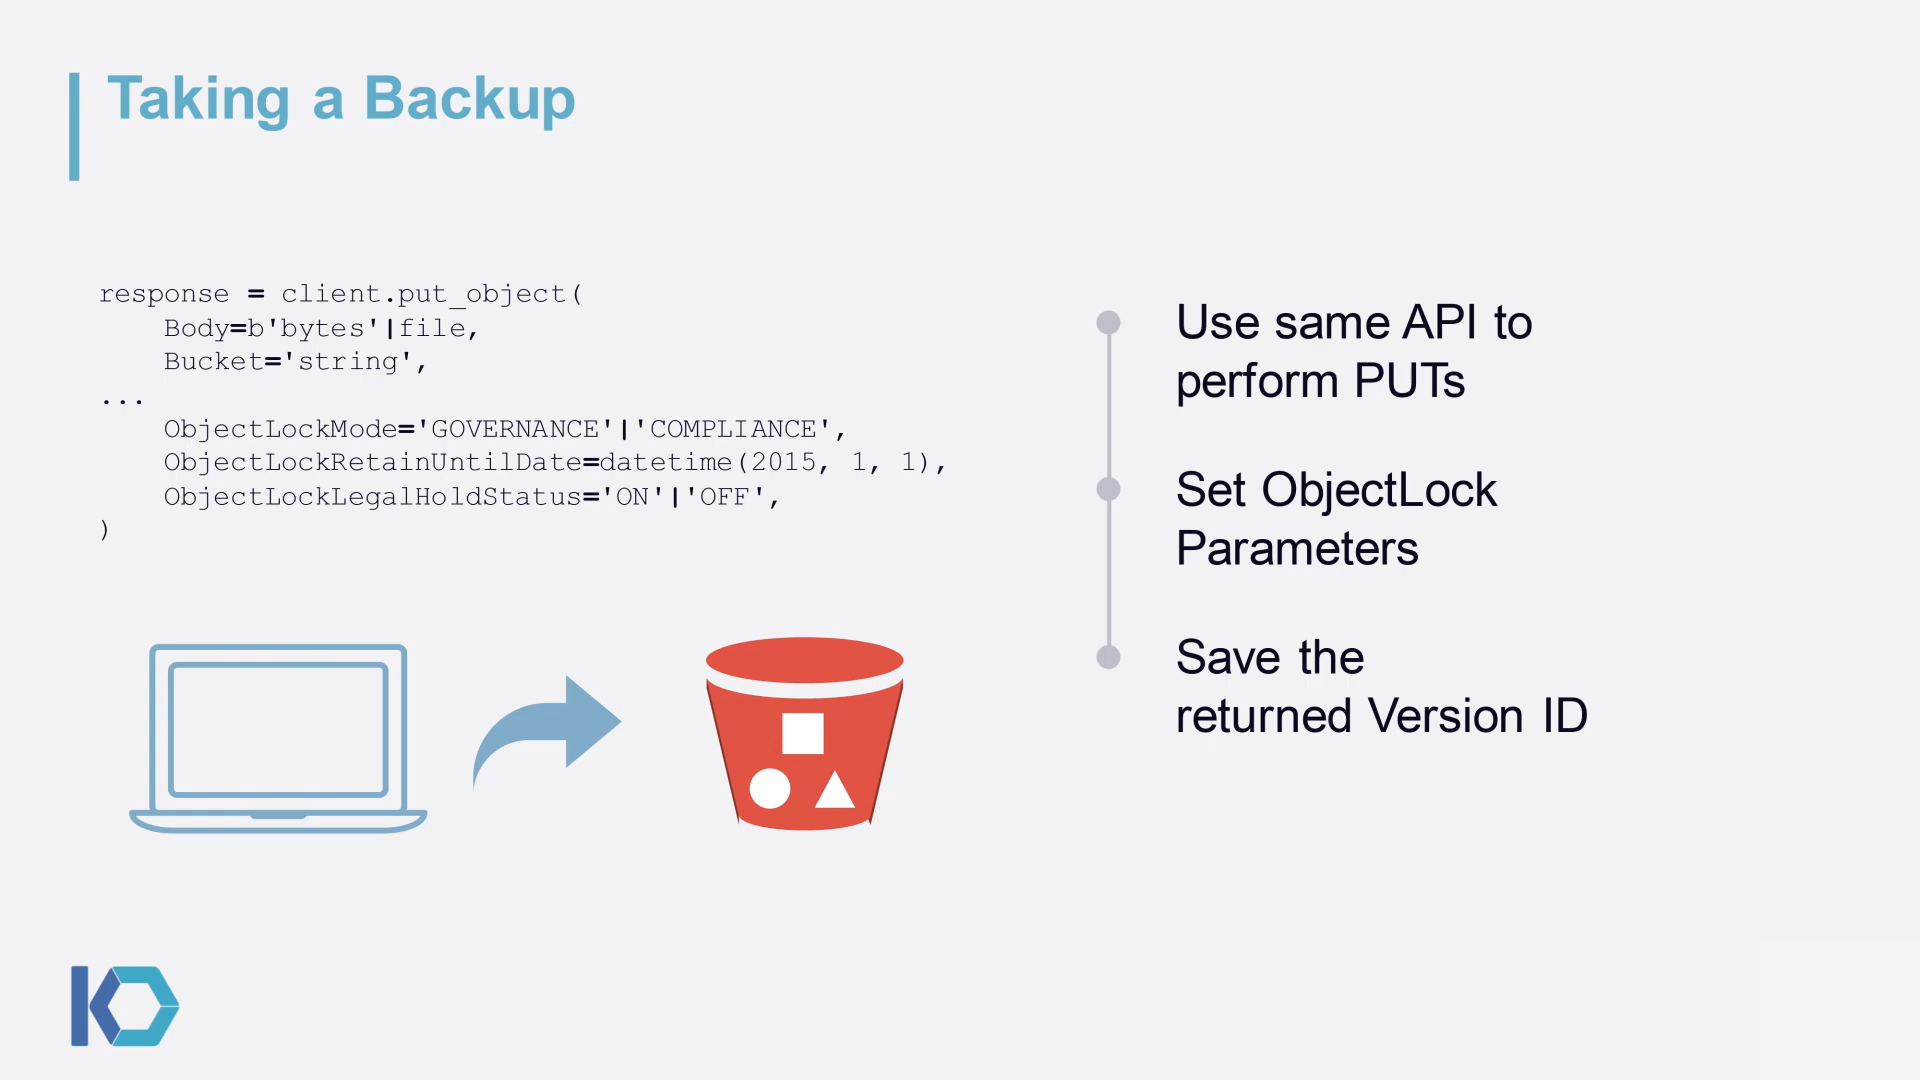 Taking a Backup
response = client.put_object(
    Body=b'bytes'|file,
    Bucket='string',
...
    ObjectLockMode='GOVERNANCE'|'COMPLIANCE',
    ObjectLockRetainUntilDate=datetime(2015, 1, 1),
    ObjectLockLegalHoldStatus='ON'|'OFF',
)
Use same API to
perform PUTs
Set ObjectLock
Parameters
Save the
returned Version ID